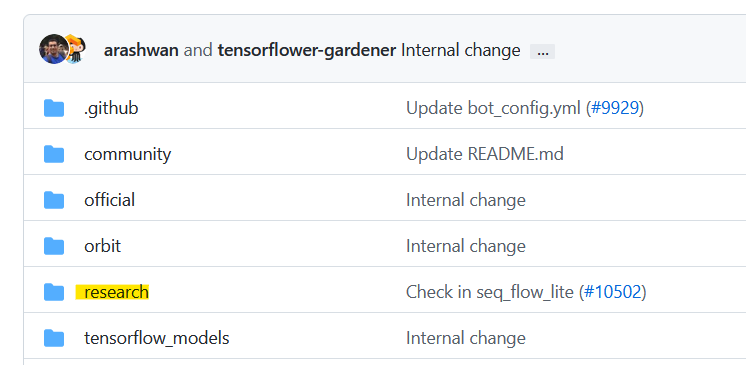 arashwan and tensorflower-gardener Internal change ...
.github Update bot_config.yml (#9929)
community Update README.md
official Internal change
orbit Internal change
research Check in seq_flow_lite (#10502)
tensorflow_models Internal change